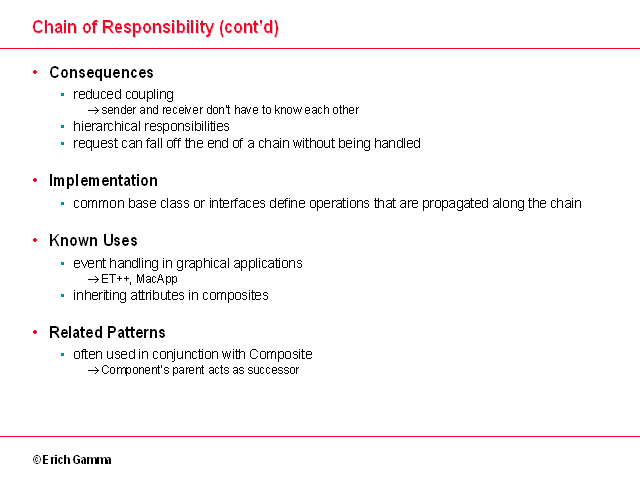 Chain of Responsibility (cont'd)
• Consequences
• reduced coupling
→ sender and receiver don't have to know each other
• hierarchical responsibilities
• request can fall off the end of a chain without being handled
• Implementation
• common base class or interfaces define operations that are propagated along the chain
• Known Uses
• event handling in graphical applications
→ ET++, MacApp
• inheriting attributes in composites
• Related Patterns
• often used in conjunction with Composite
→ Component's parent acts as successor
© Erich Gamma